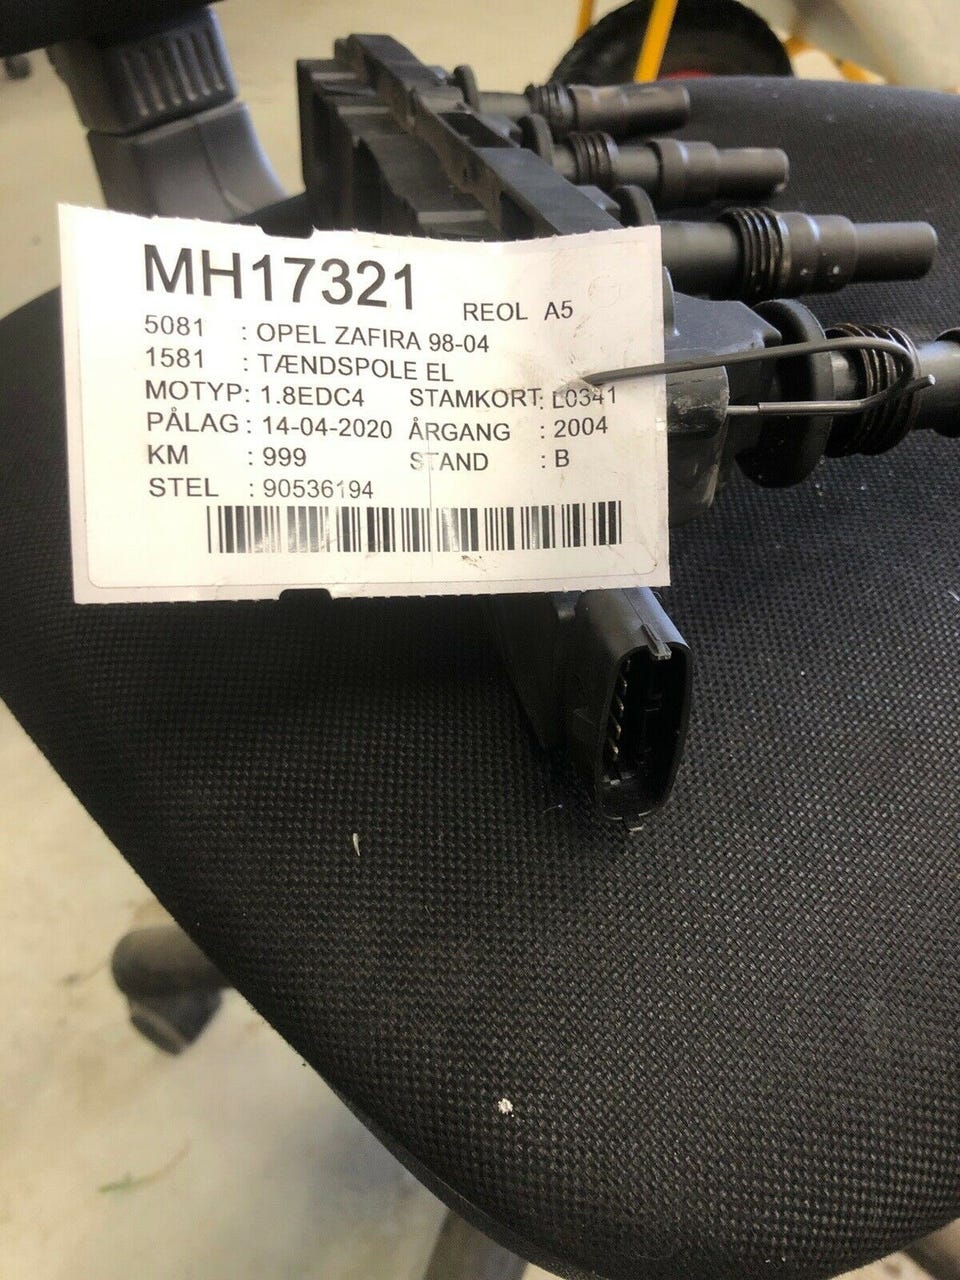 MH17321 REOL A5
5081 : OPEL ZAFIRA 98-04
1581 : TÆNDSPOLE EL
MOTYP: 1.8EDC4 STAMKORT: L0341
PÅLAG : 14-04-2020 ÅRGANG : 2004
KM : 999 STAND : B
STEL : 90536194